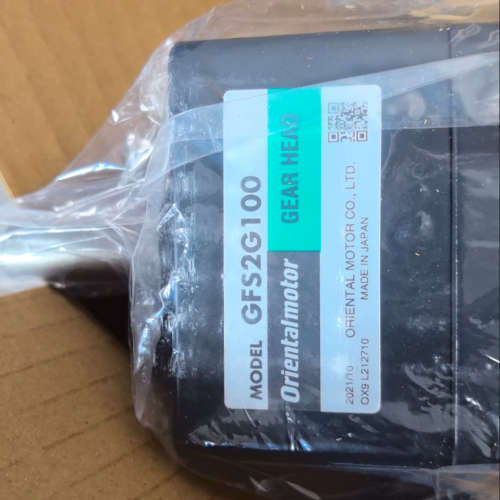 MODEL GFS2G100
Orientalmotor GEAR HEAD
2021/10 ORIENTAL MOTOR CO., LTD.
OX9 L212710 MADE IN JAPAN